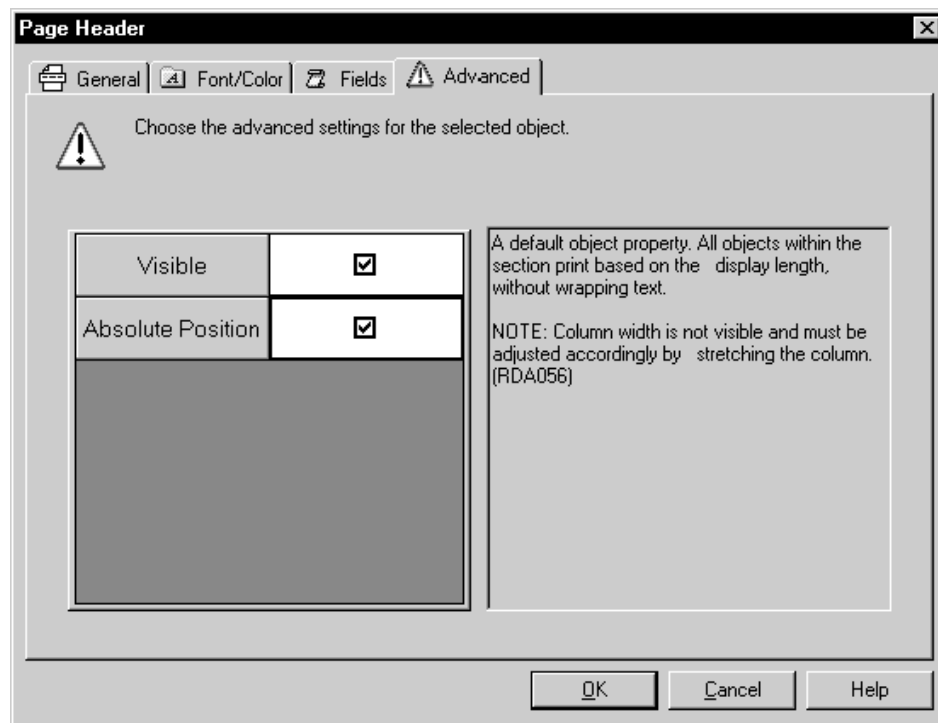 Page Header
General Font/Color Fields Advanced
Choose the advanced settings for the selected object.
Visible
Absolute Position
A default object property. All objects within the
section print based on the display length,
without wrapping text.
NOTE: Column width is not visible and must be
adjusted accordingly by stretching the column.
(RDA056)
OK Cancel Help